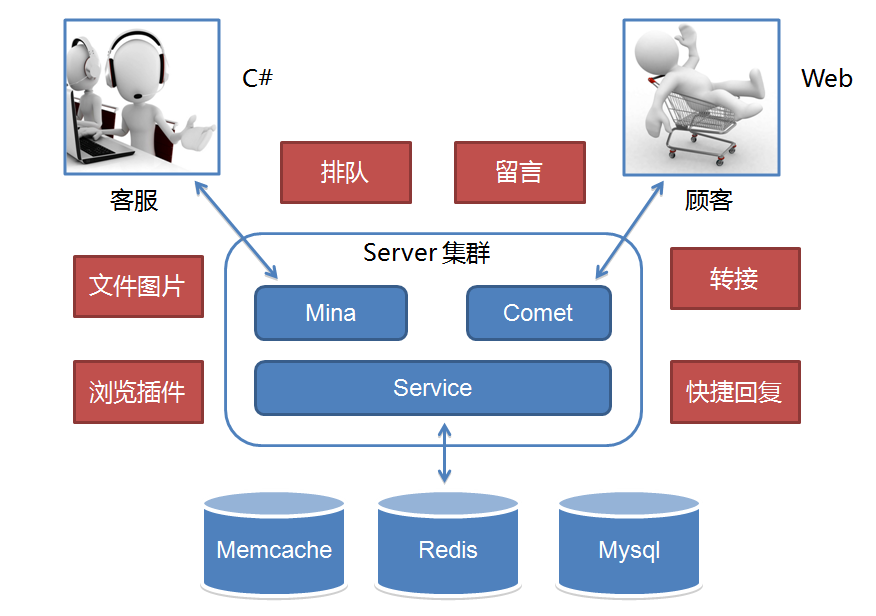 C#
Web
排队
留言
客服
顾客
Server 集群
文件图片
转接
Mina
Comet
浏览插件
Service
快捷回复
Memcache
Redis
Mysql